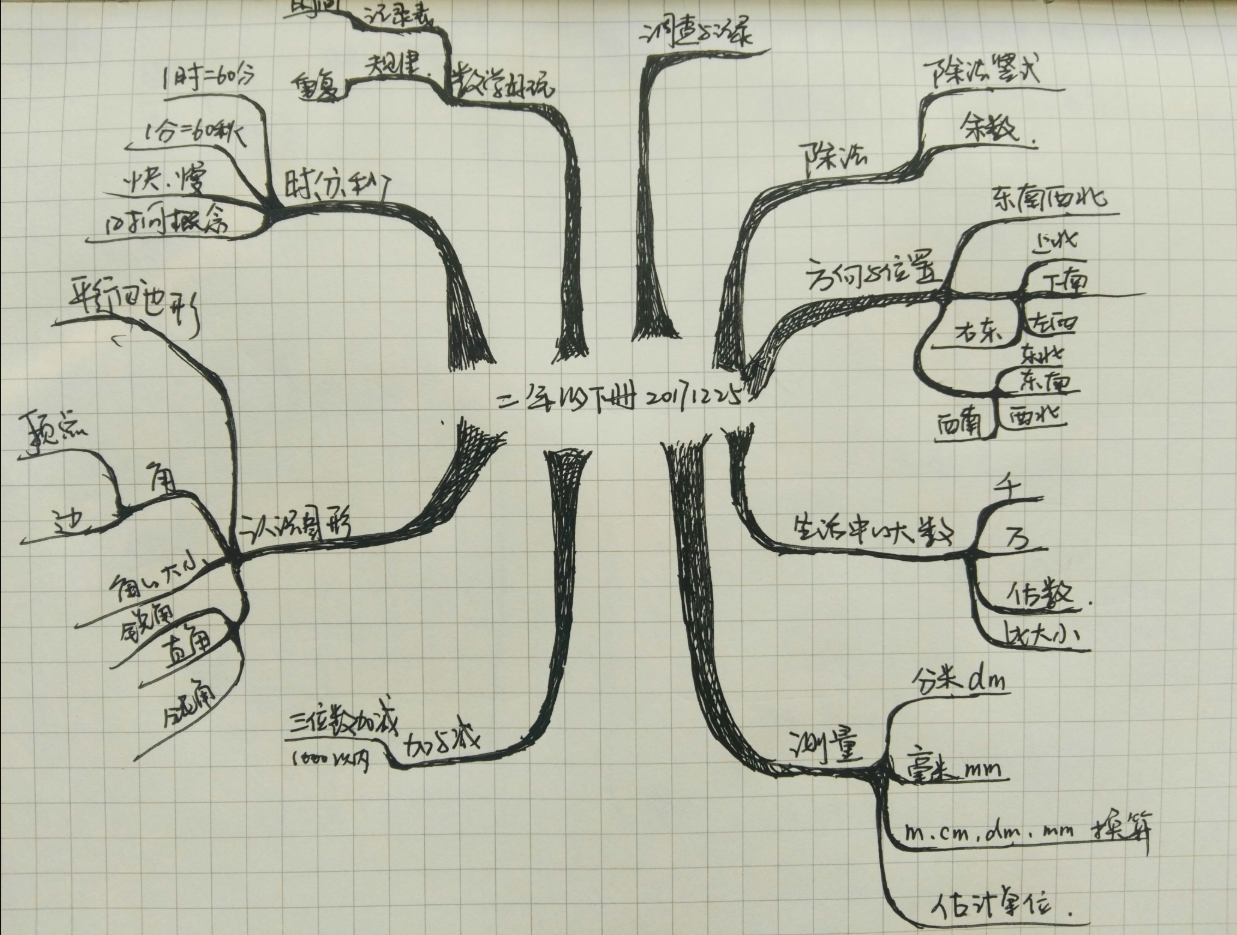 时间
记录表
调查与记录
规律
重复
数学好玩
1时=60分
1分=60秒
快.慢
时间概念
时、分、秒
除法竖式
余数.
除法
东南西北
上北
下南
左西
右东
方向与位置
东北
东南
西南
西北
平行四边形
二年级下册 20171225
顶点
边
角
角的大小
锐角
直角
钝角
认识图形
生活中的大数
千
万
估数.
比大小
三位数加减
1000以内
加与减
测量
分米 dm
毫米 mm
m.cm.dm.mm 换算
估计单位.